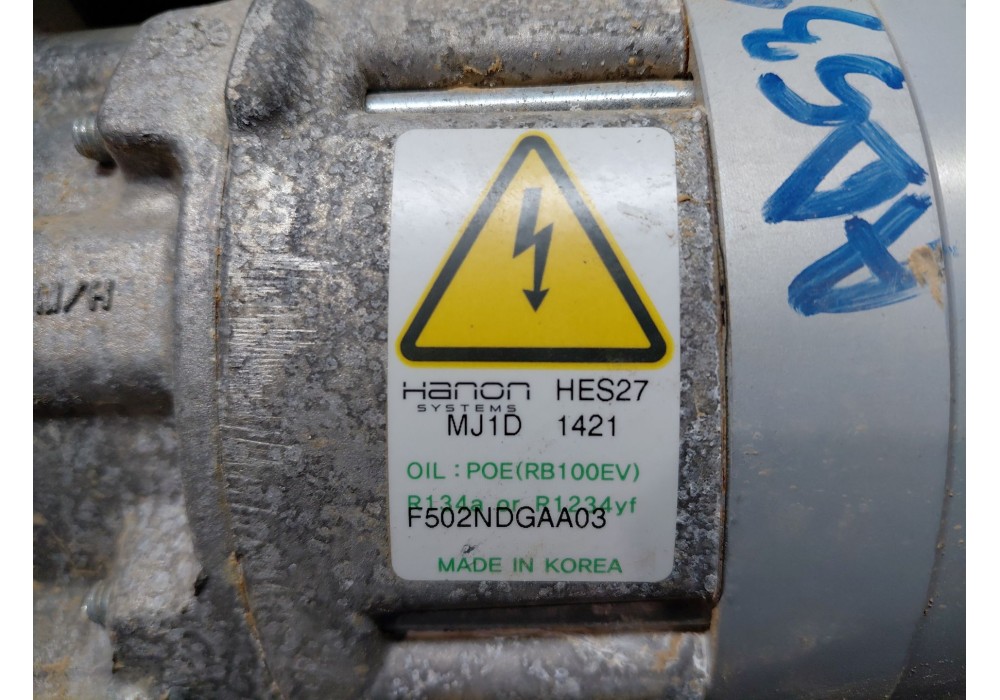 Hanon HES27
SYSTEMS
MJ1D 1421
OIL : POE(RB100EV)
R134a or R1234yf
F502NDGAA03
MADE IN KOREA